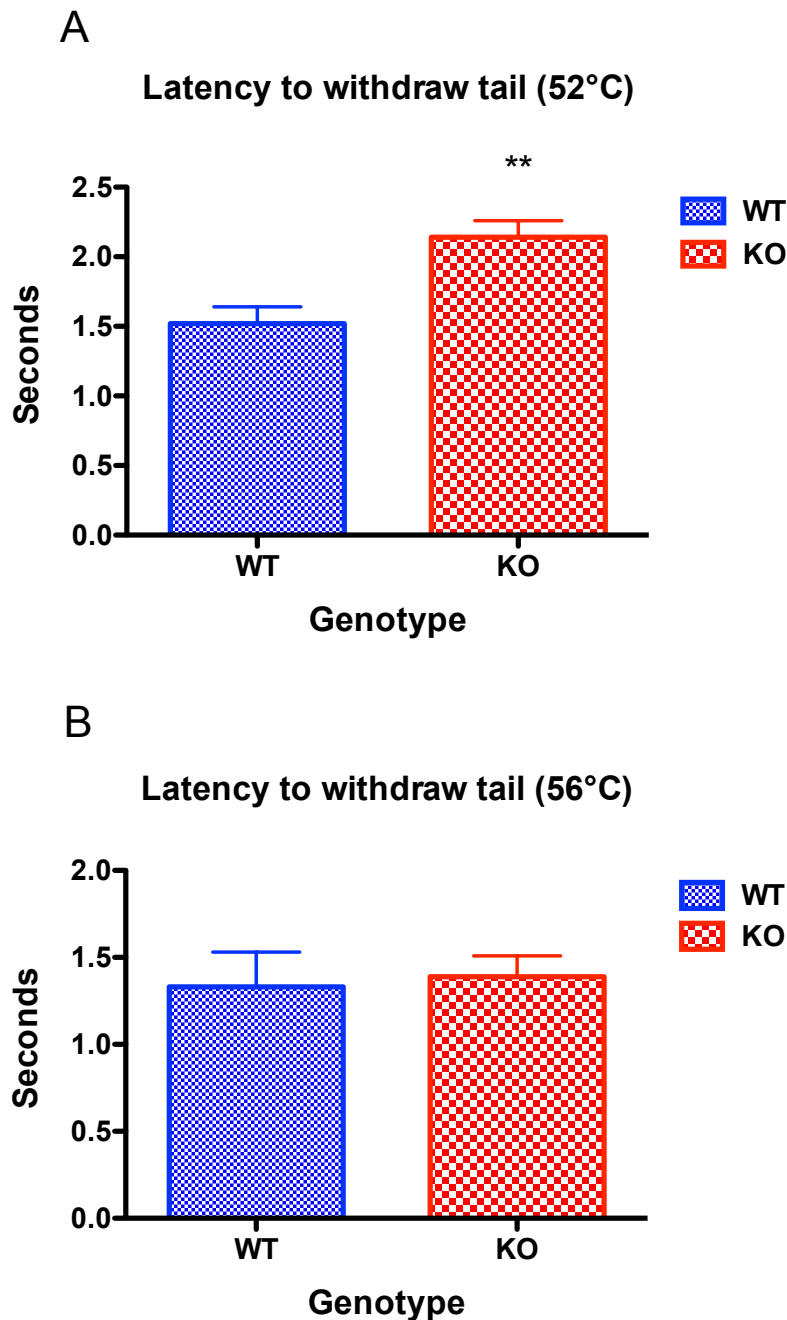 A
Latency to withdraw tail (52°C)
**
2.5
2.0
1.5
1.0
0.5
0.0
Seconds
WT
KO
Genotype
WT
KO
B
Latency to withdraw tail (56°C)
2.0
1.5
1.0
0.5
0.0
Seconds
WT
KO
Genotype
WT
KO